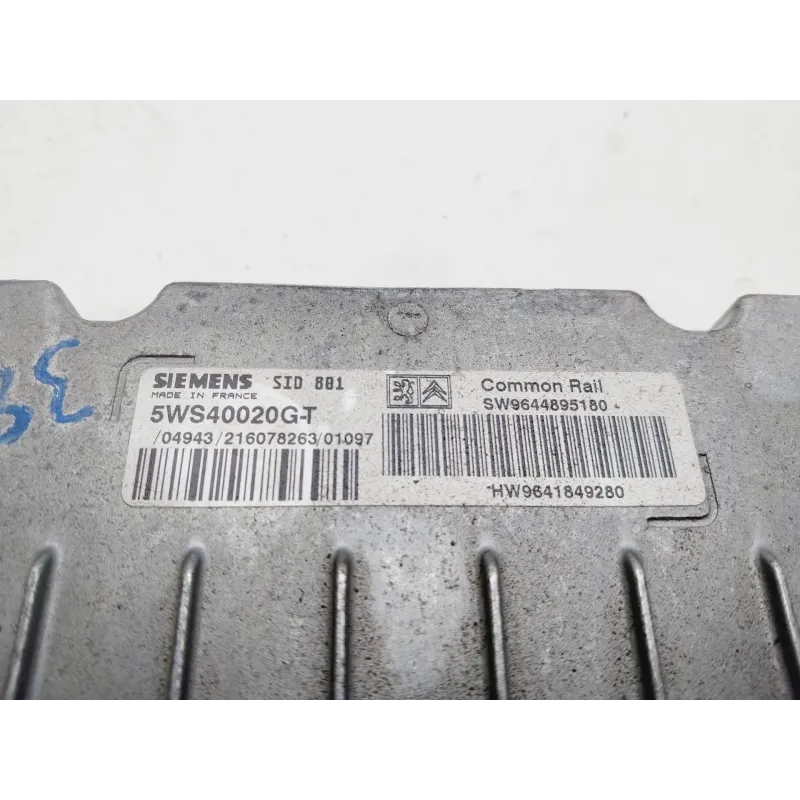 SIEMENS SID 801
MADE IN FRANCE
5WS40020G-T
/04943/216078263/01097
Common Rail
SW9644895180
HW9641849280